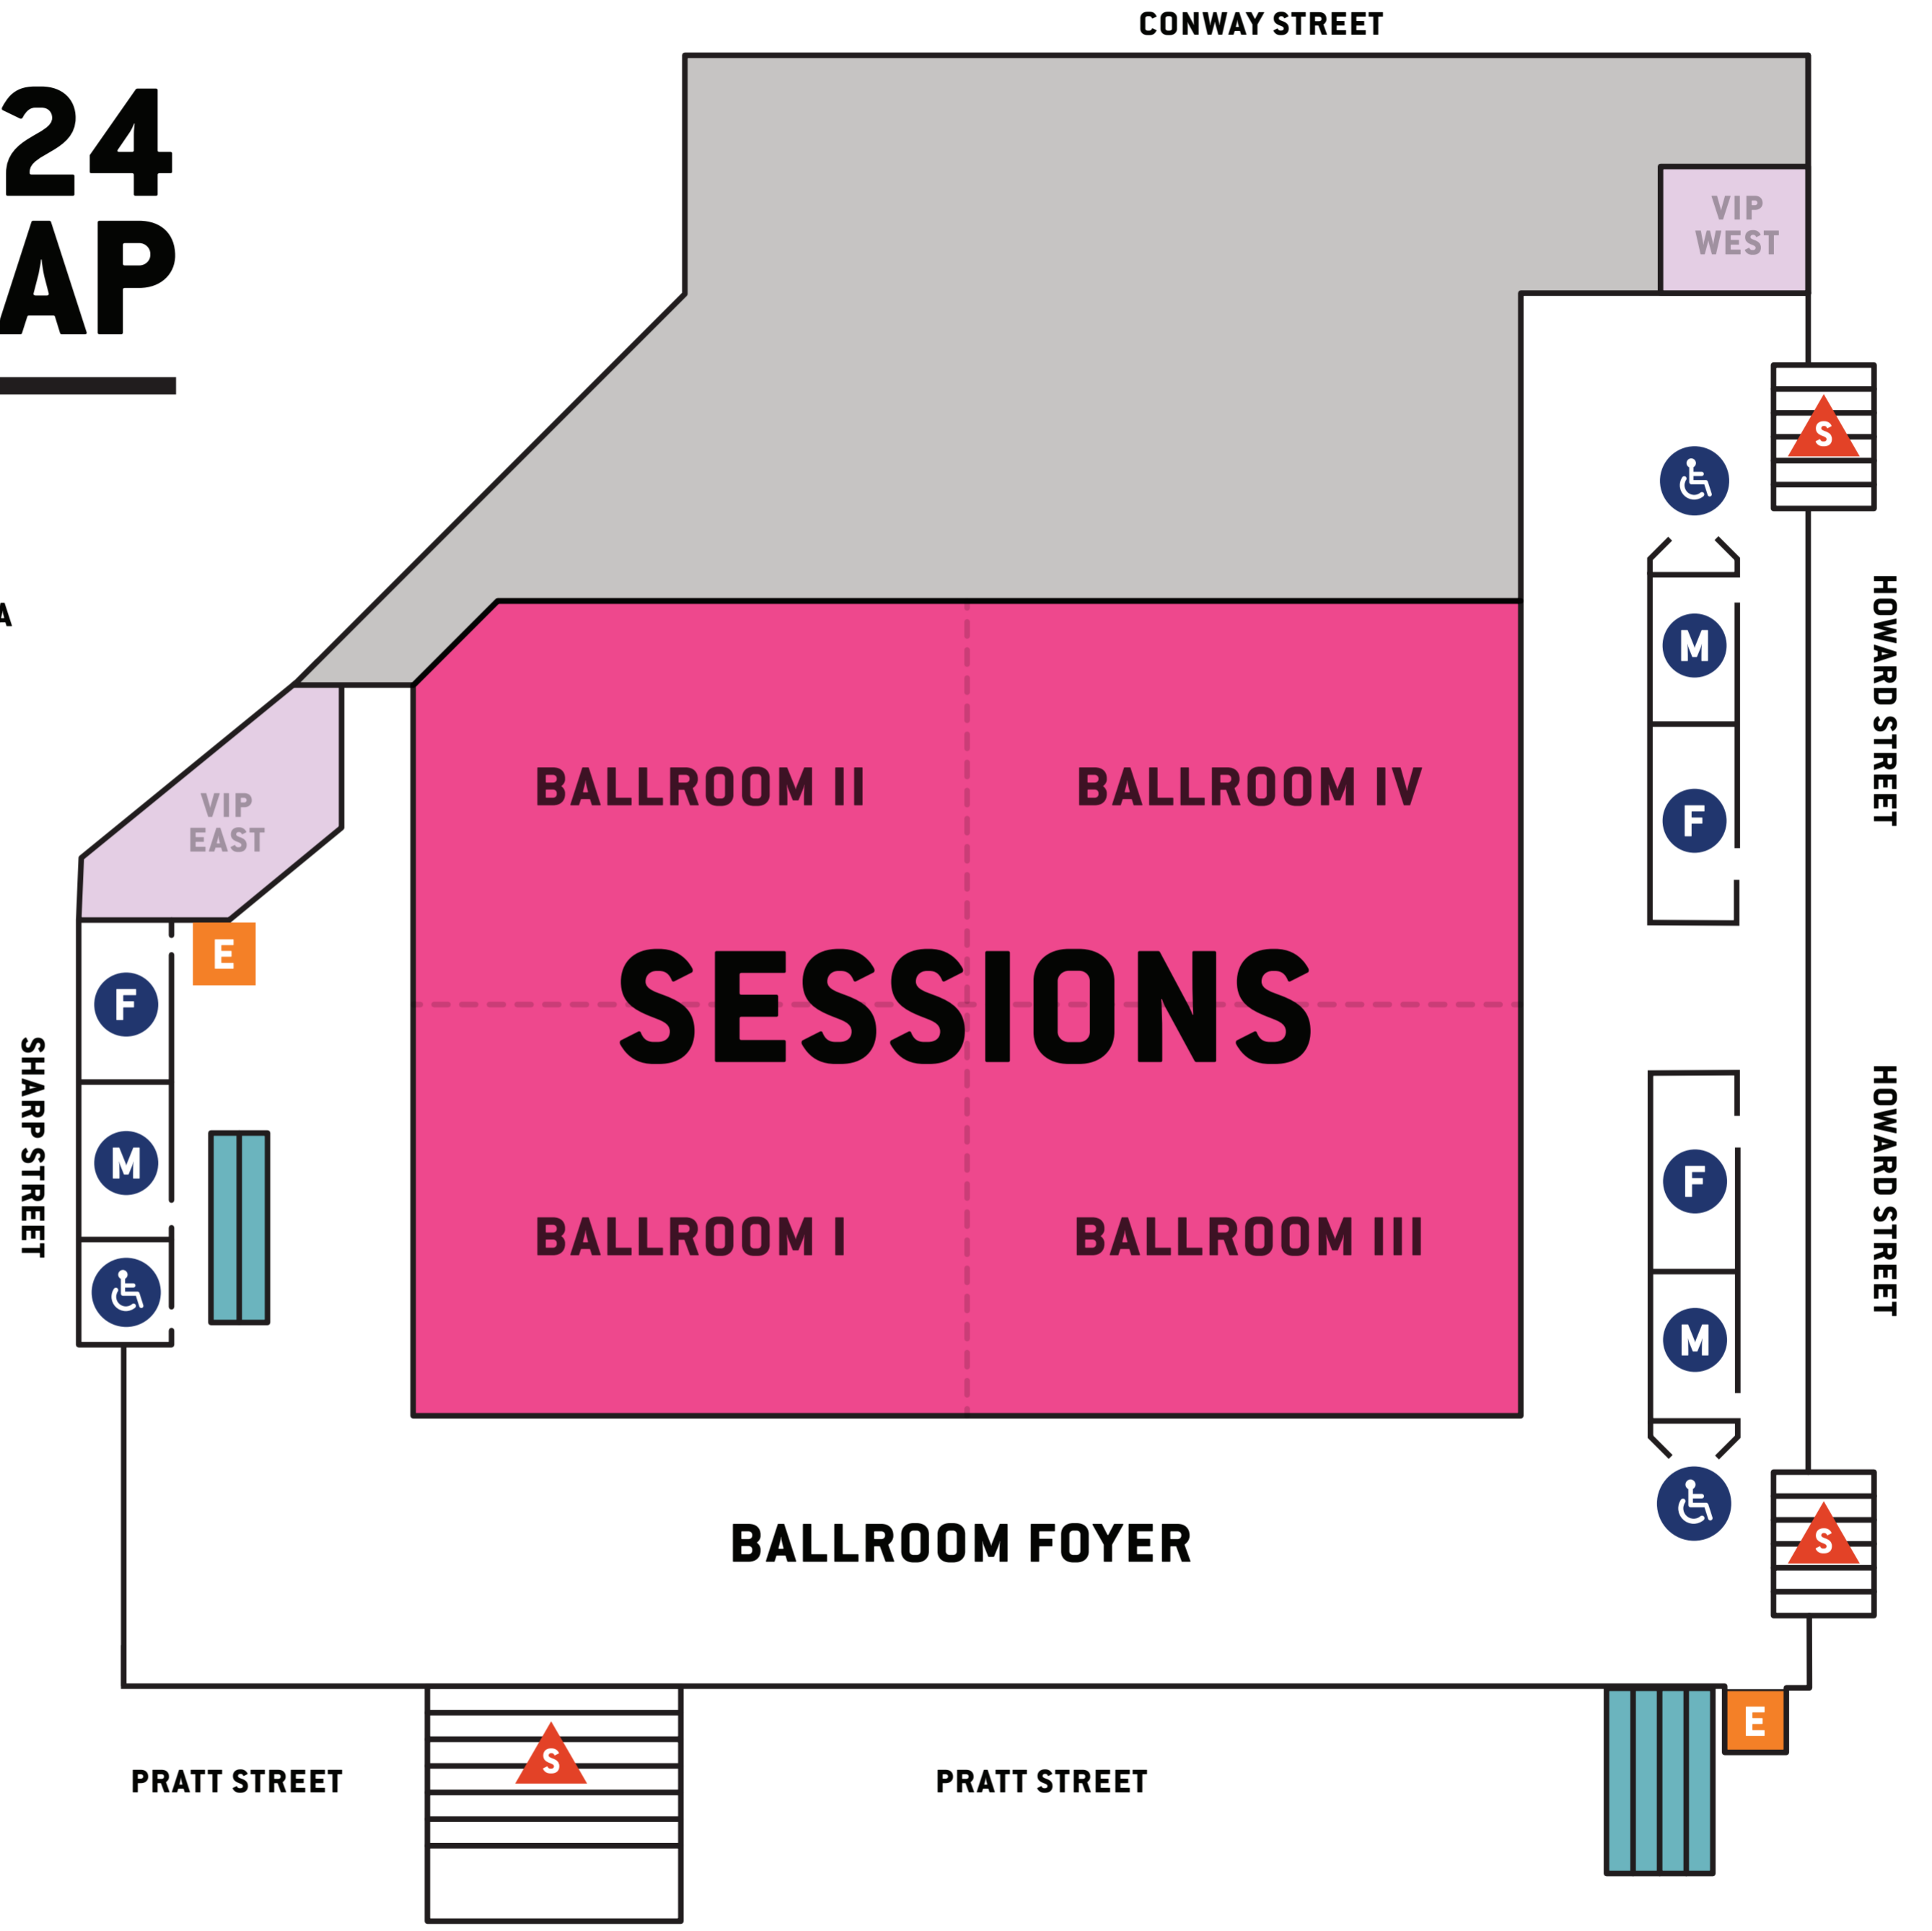 CONWAY STREET
24
AP
VIP
WEST
S
HOWARD STREET
M
F
A
BALLROOM II
BALLROOM IV
VIP
EAST
E
F
M
SHARP STREET
SESSIONS
BALLROOM I
BALLROOM III
HOWARD STREET
F
M
BALLROOM FOYER
S
PRATT STREET
S
PRATT STREET
E